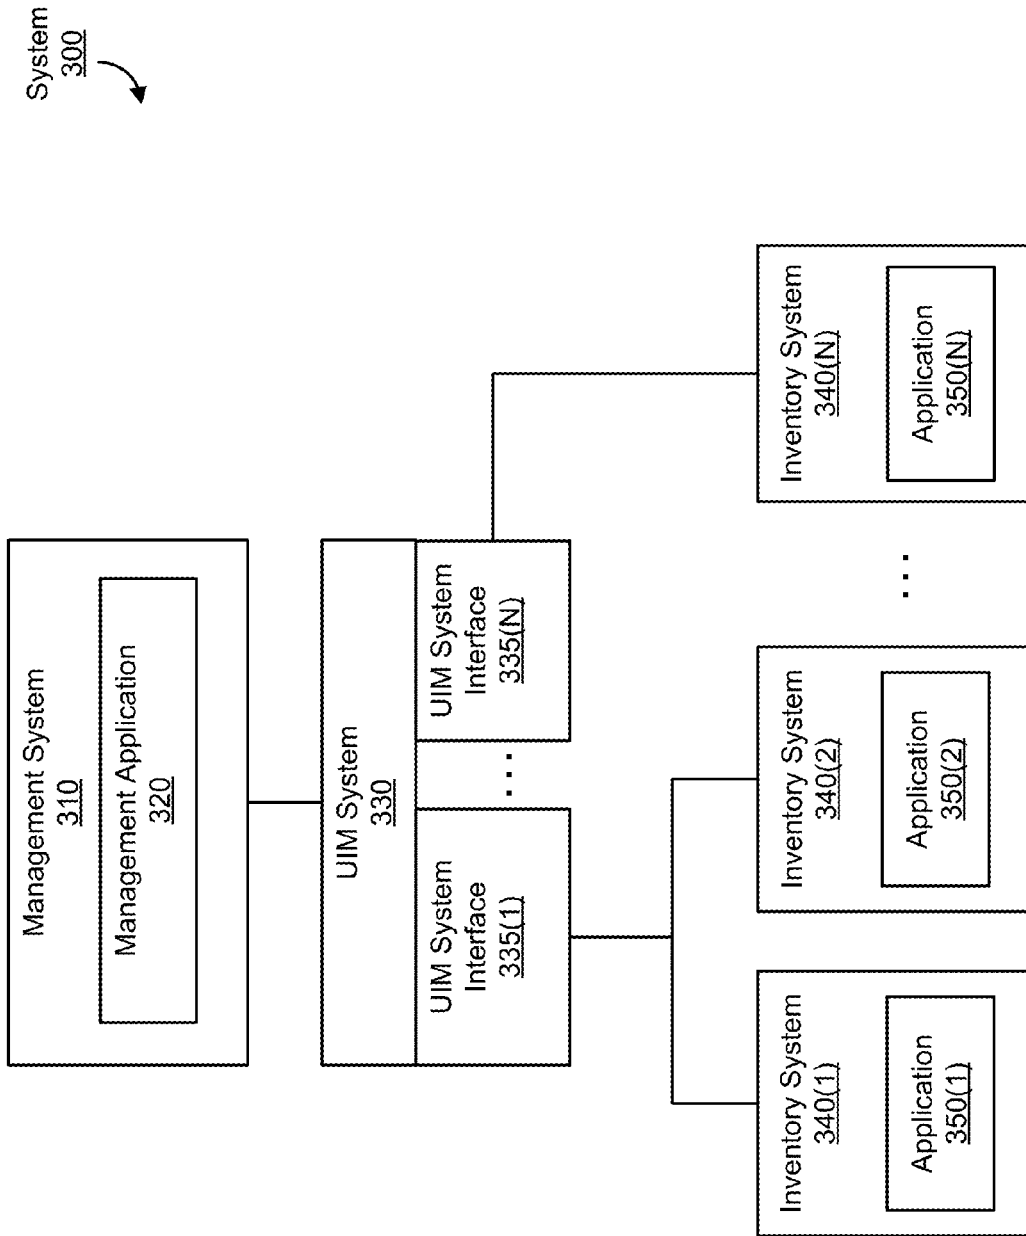 System
300
Management System
310
Management Application
320
UIM System
330
UIM System
Interface
335(1)
...
UIM System
Interface
335(N)
Inventory System
340(1)
Application
350(1)
Inventory System
340(2)
Application
350(2)
...
Inventory System
340(N)
Application
350(N)